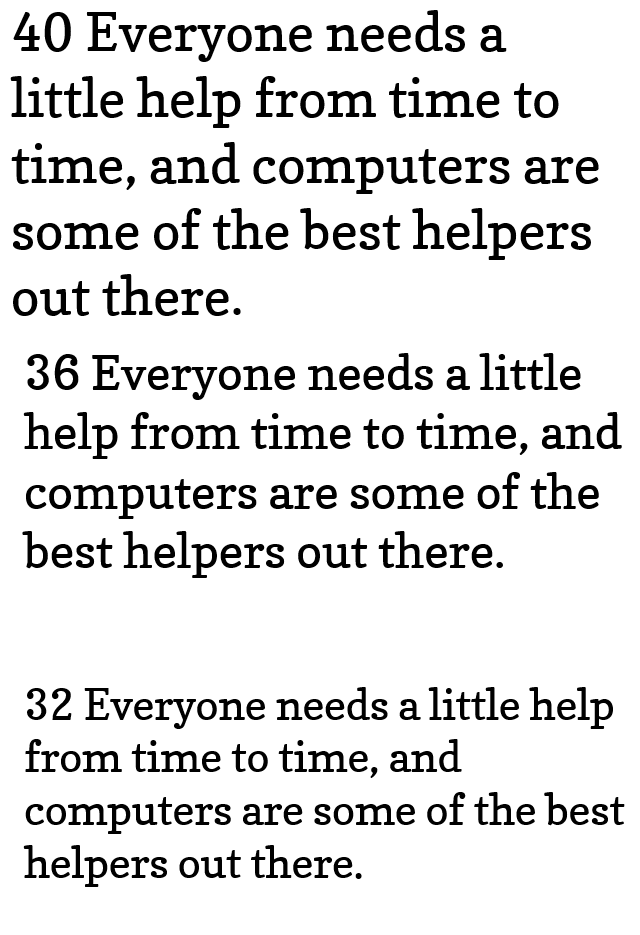 40 Everyone needs a
little help from time to
time, and computers are
some of the best helpers
out there.
36 Everyone needs a little
help from time to time, and
computers are some of the
best helpers out there.
32 Everyone needs a little help
from time to time, and
computers are some of the best
helpers out there.